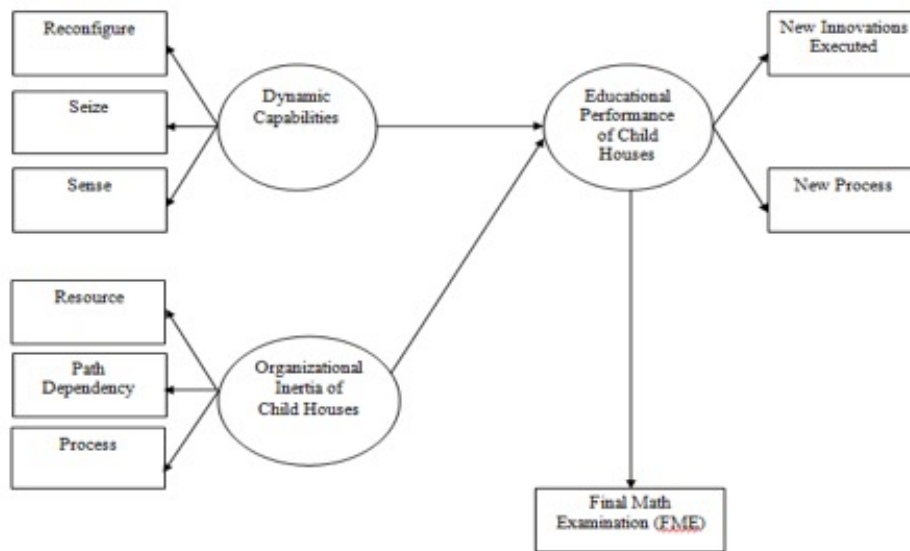 Reconfigure
Seize
Sense
Dynamic
Capabilities
Educational
Performance
of Child
Houses
New Innovations
Executed
New Process
Resource
Path
Dependency
Process
Organizational
Inertia of
Child Houses
Final Math
Examination (FME)